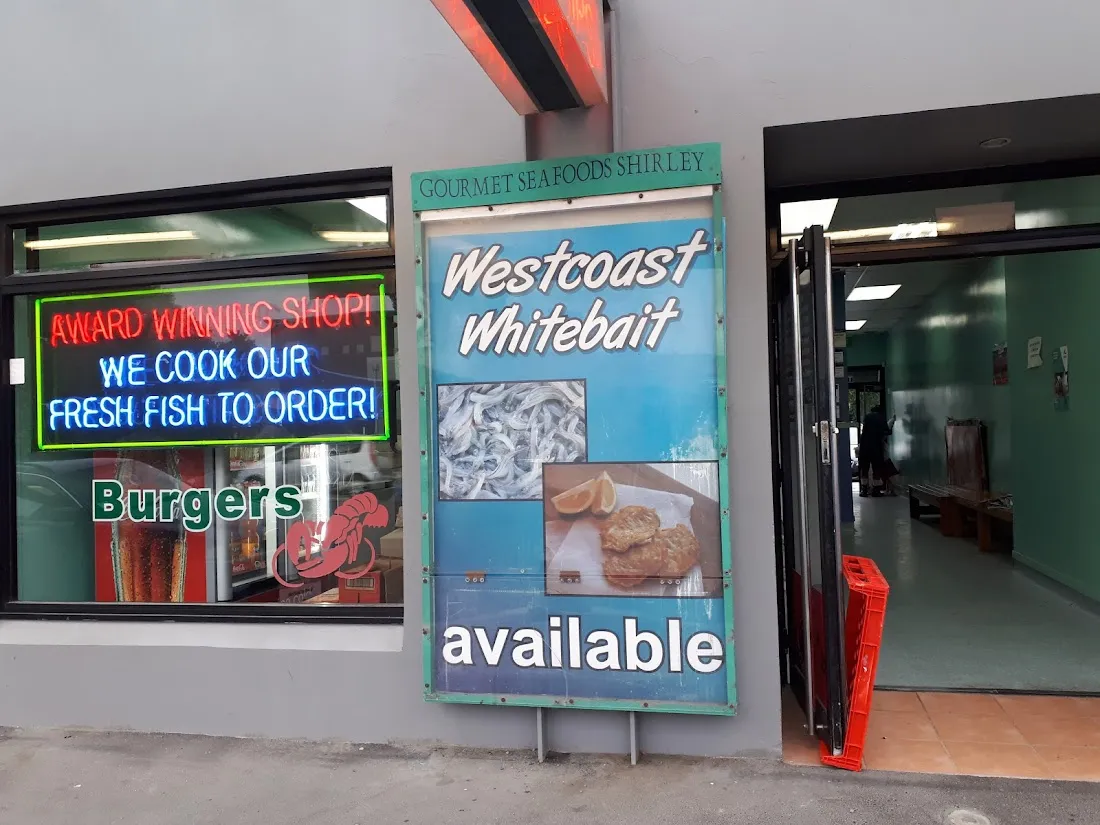 GOURMET SEAFOODS SHIRLEY
Westcoast
Whitebait
available
AWARD WINNING SHOP!
WE COOK OUR
FRESH FISH TO ORDER!
Burgers